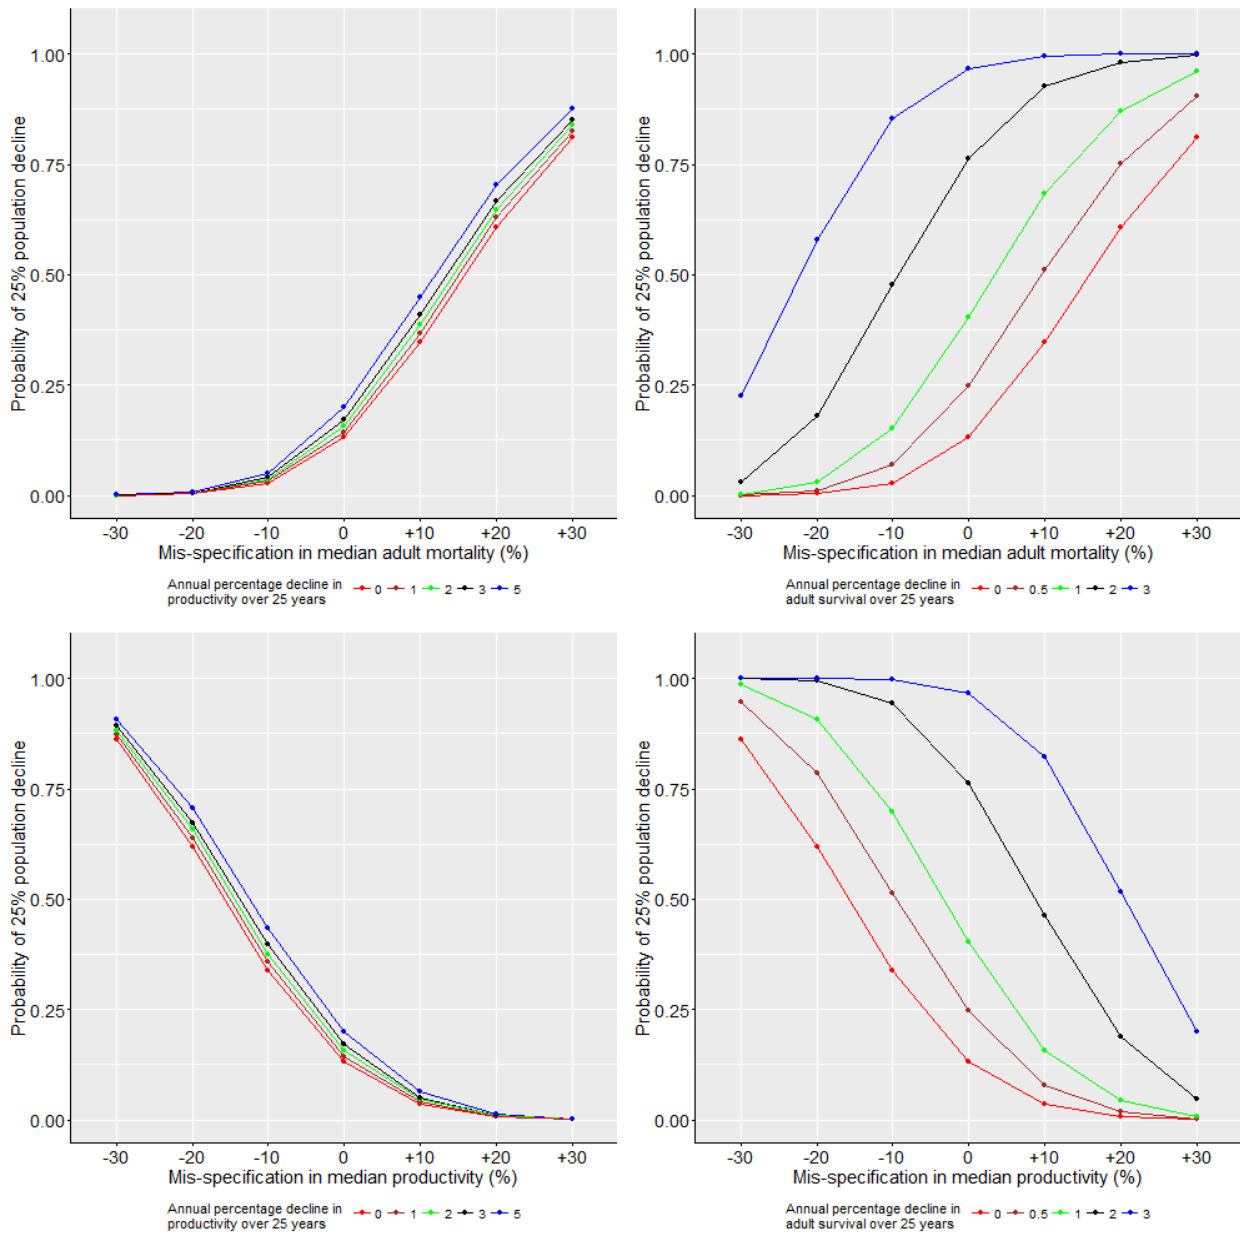 Probability of 25% population decline
1.00
0.75
0.50
0.25
0.00
-30 -20 -10 0 +10 +20 +30
Mis-specification in median adult mortality (%)
Annual percentage decline in
productivity over 25 years
0 1 2 3 5
Probability of 25% population decline
1.00
0.75
0.50
0.25
0.00
-30 -20 -10 0 +10 +20 +30
Mis-specification in median adult mortality (%)
Annual percentage decline in
adult survival over 25 years
0 0.5 1 2 3
Probability of 25% population decline
1.00
0.75
0.50
0.25
0.00
-30 -20 -10 0 +10 +20 +30
Mis-specification in median productivity (%)
Annual percentage decline in
productivity over 25 years
0 1 2 3 5
Probability of 25% population decline
1.00
0.75
0.50
0.25
0.00
-30 -20 -10 0 +10 +20 +30
Mis-specification in median productivity (%)
Annual percentage decline in
adult survival over 25 years
0 0.5 1 2 3